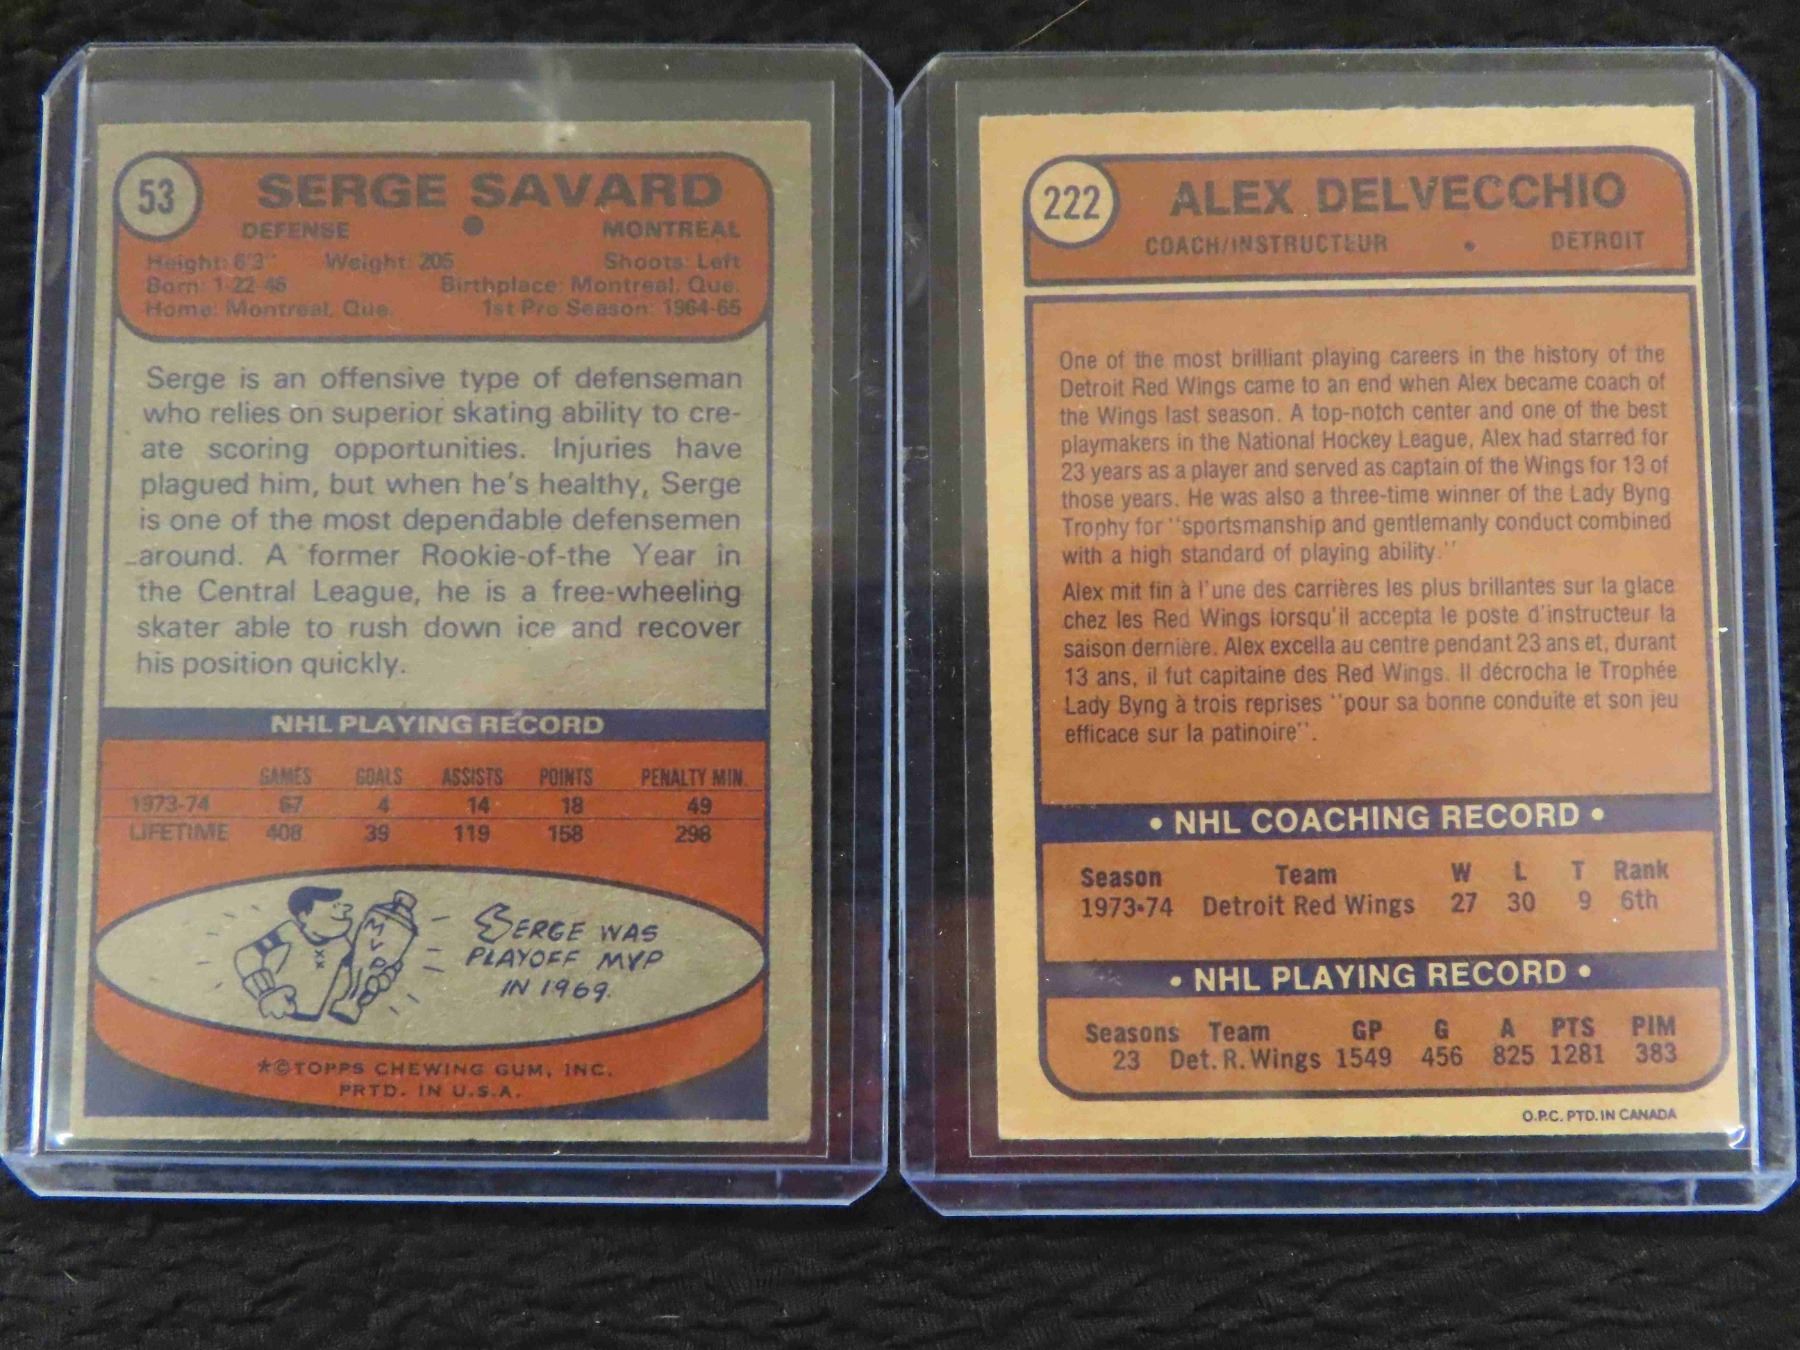 53
SERGE SAVARD
DEFENSE • MONTREAL
Height: 6'3" Weight: 205 Shoots: Left
Born: 1-22-46 Birthplace: Montreal, Que.
Home: Montreal, Que. 1st Pro Season: 1964-65
Serge is an offensive type of defenseman
who relies on superior skating ability to cre-
ate scoring opportunities. Injuries have
plagued him, but when he's healthy, Serge
is one of the most dependable defensemen
around. A former Rookie-of-the Year in
the Central League, he is a free-wheeling
skater able to rush down ice and recover
his position quickly.
NHL PLAYING RECORD
GAMES GOALS ASSISTS POINTS PENALTY MIN.
1973-74 67 4 14 18 49
LIFETIME 408 39 119 158 298
MVP
SERGE WAS
PLAYOFF MVP
IN 1969.
*©TOPPS CHEWING GUM, INC.
PRTD. IN U.S.A.
222
ALEX DELVECCHIO
COACH/INSTRUCTEUR • DETROIT
One of the most brilliant playing careers in the history of the
Detroit Red Wings came to an end when Alex became coach of
the Wings last season. A top-notch center and one of the best
playmakers in the National Hockey League, Alex had starred for
23 years as a player and served as captain of the Wings for 13 of
those years. He was also a three-time winner of the Lady Byng
Trophy for "sportsmanship and gentlemanly conduct combined
with a high standard of playing ability."
Alex mit fin à l'une des carrières les plus brillantes sur la glace
chez les Red Wings lorsqu'il accepta le poste d'instructeur la
saison dernière. Alex excella au centre pendant 23 ans et, durant
13 ans, il fut capitaine des Red Wings. Il décrocha le Trophée
Lady Byng à trois reprises "pour sa bonne conduite et son jeu
efficace sur la patinoire".
• NHL COACHING RECORD •
Season Team W L T Rank
1973-74 Detroit Red Wings 27 30 9 6th
• NHL PLAYING RECORD •
Seasons Team GP G A PTS PIM
23 Det. R. Wings 1549 456 825 1281 383
O.P.C. PTD. IN CANADA